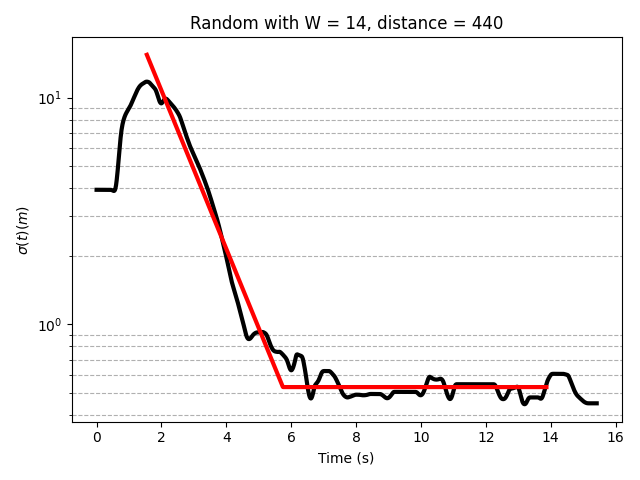 Random with W = 14, distance = 440
10¹
10⁰
σ(t)(m)
0 2 4 6 8 10 12 14 16
Time (s)